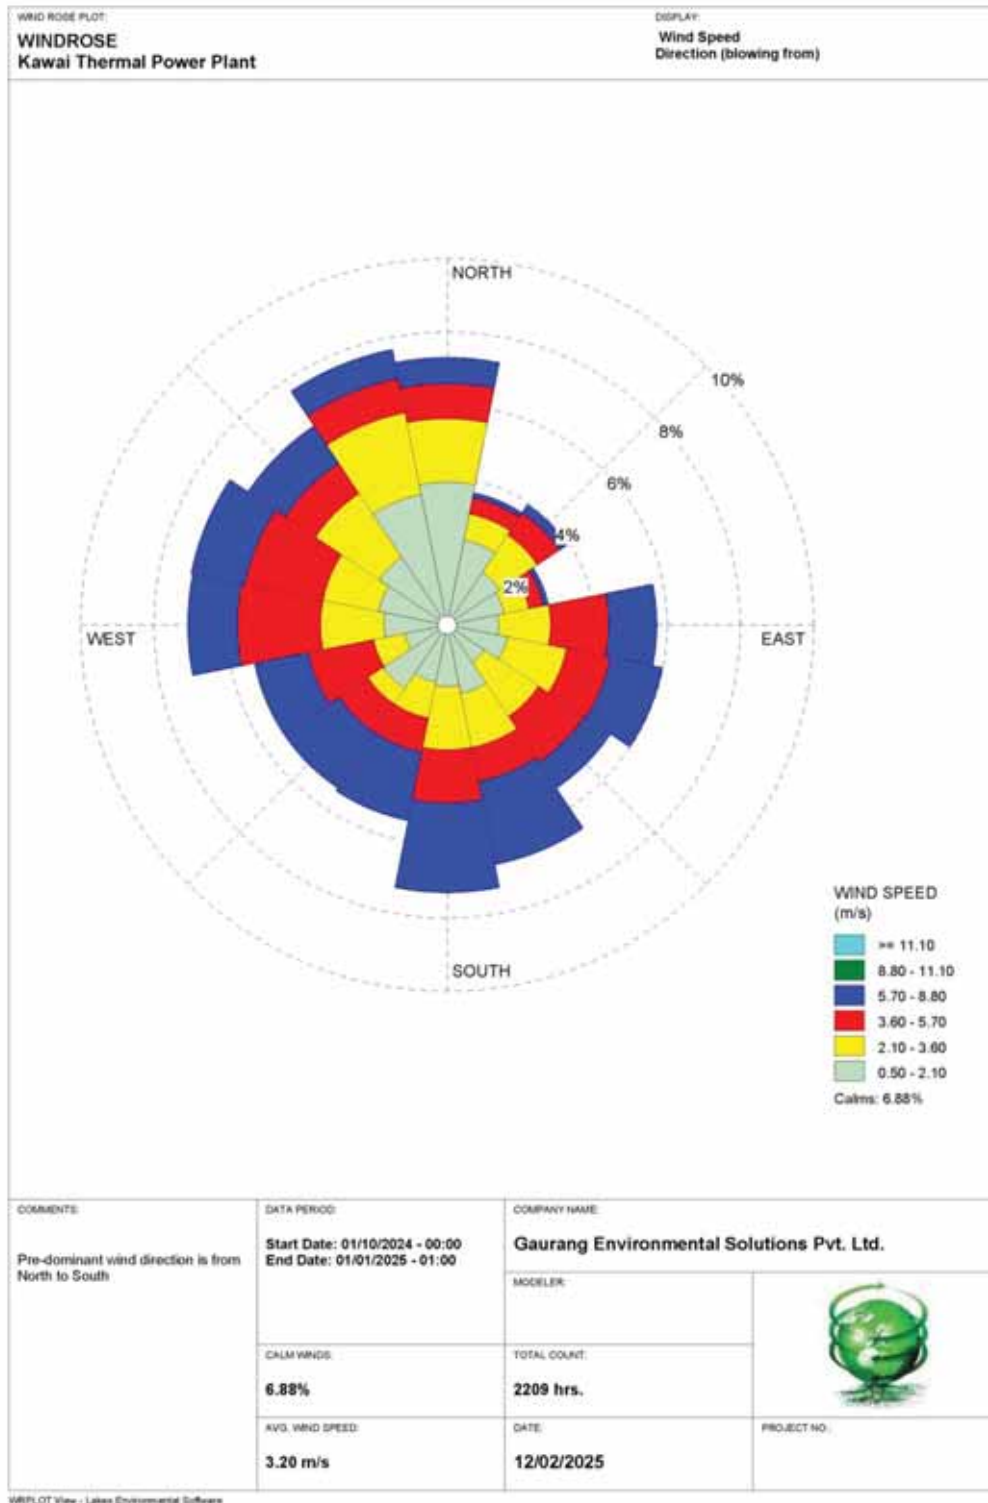 WIND ROSE PLOT:
WINDROSE
Kawai Thermal Power Plant
DISPLAY:
Wind Speed
Direction (blowing from)
NORTH
10%
8%
6%
4%
2%
WEST
EAST
SOUTH
WIND SPEED
(m/s)
>= 11.10
8.80 - 11.10
5.70 - 8.80
3.60 - 5.70
2.10 - 3.60
0.50 - 2.10
Calms: 6.88%
COMMENTS:
Pre-dominant wind direction is from
North to South
DATA PERIOD:
Start Date: 01/10/2024 - 00:00
End Date: 01/01/2025 - 01:00
COMPANY NAME:
Gaurang Environmental Solutions Pvt. Ltd.
MODELER:
CALM WINDS:
6.88%
TOTAL COUNT:
2209 hrs.
AVG. WIND SPEED:
3.20 m/s
DATE:
12/02/2025
PROJECT NO.:
WRPLOT View - Lakes Environmental Software